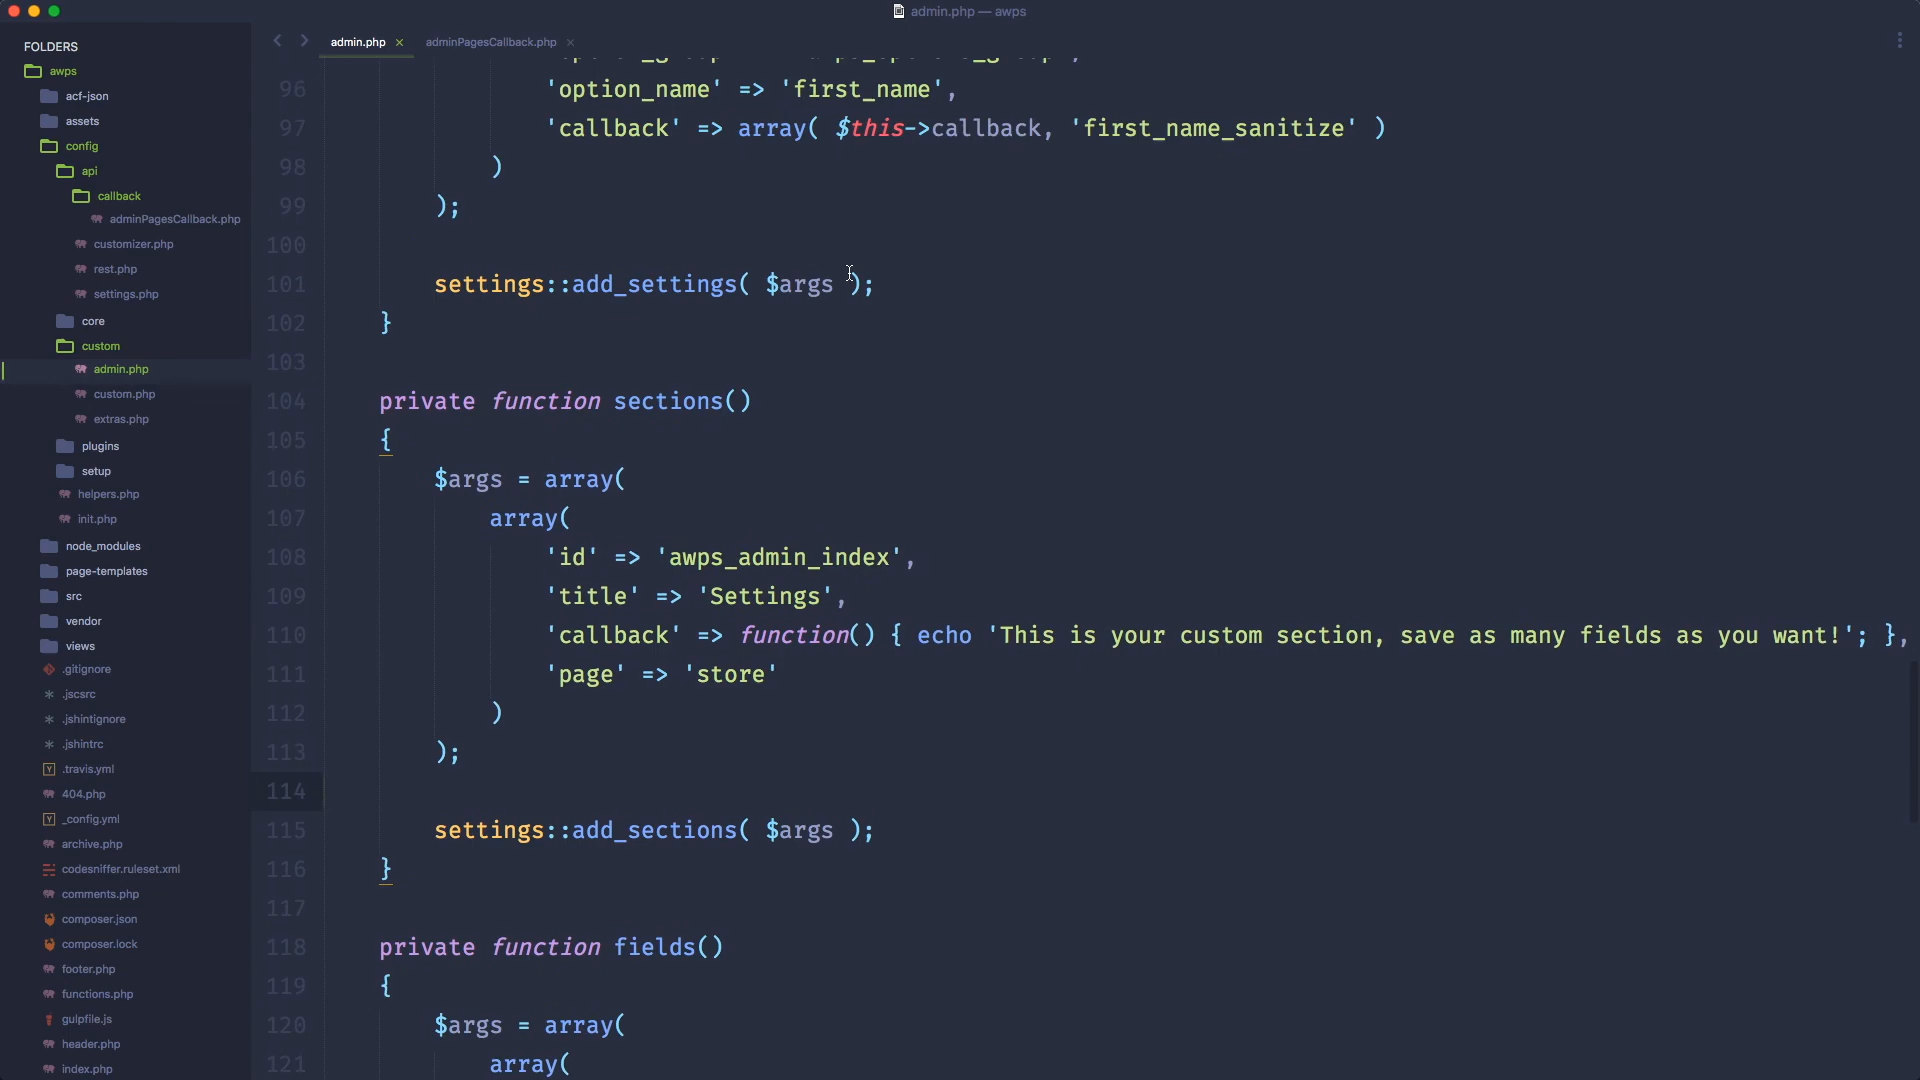 admin.php — awps
FOLDERS
awps
acf-json
assets
config
api
callback
adminPagesCallback.php
customizer.php
rest.php
settings.php
core
custom
admin.php
custom.php
extras.php
plugins
setup
helpers.php
init.php
node_modules
page-templates
src
vendor
views
.gitignore
.jscsrc
.jshintignore
.jshintrc
.travis.yml
404.php
_config.yml
archive.php
codesniffer.ruleset.xml
comments.php
composer.json
composer.lock
footer.php
functions.php
gulpfile.js
header.php
index.php
admin.php × adminPagesCallback.php ×
96 'option_name' => 'first_name',
97 'callback' => array( $this->callback, 'first_name_sanitize' )
98 )
99 );
100
101 settings::add_settings( $args );
102 }
103
104 private function sections()
105 {
106 $args = array(
107 array(
108 'id' => 'awps_admin_index',
109 'title' => 'Settings',
110 'callback' => function() { echo 'This is your custom section, save as many fields as you want!'; },
111 'page' => 'store'
112 )
113 );
114
115 settings::add_sections( $args );
116 }
117
118 private function fields()
119 {
120 $args = array(
121 array(